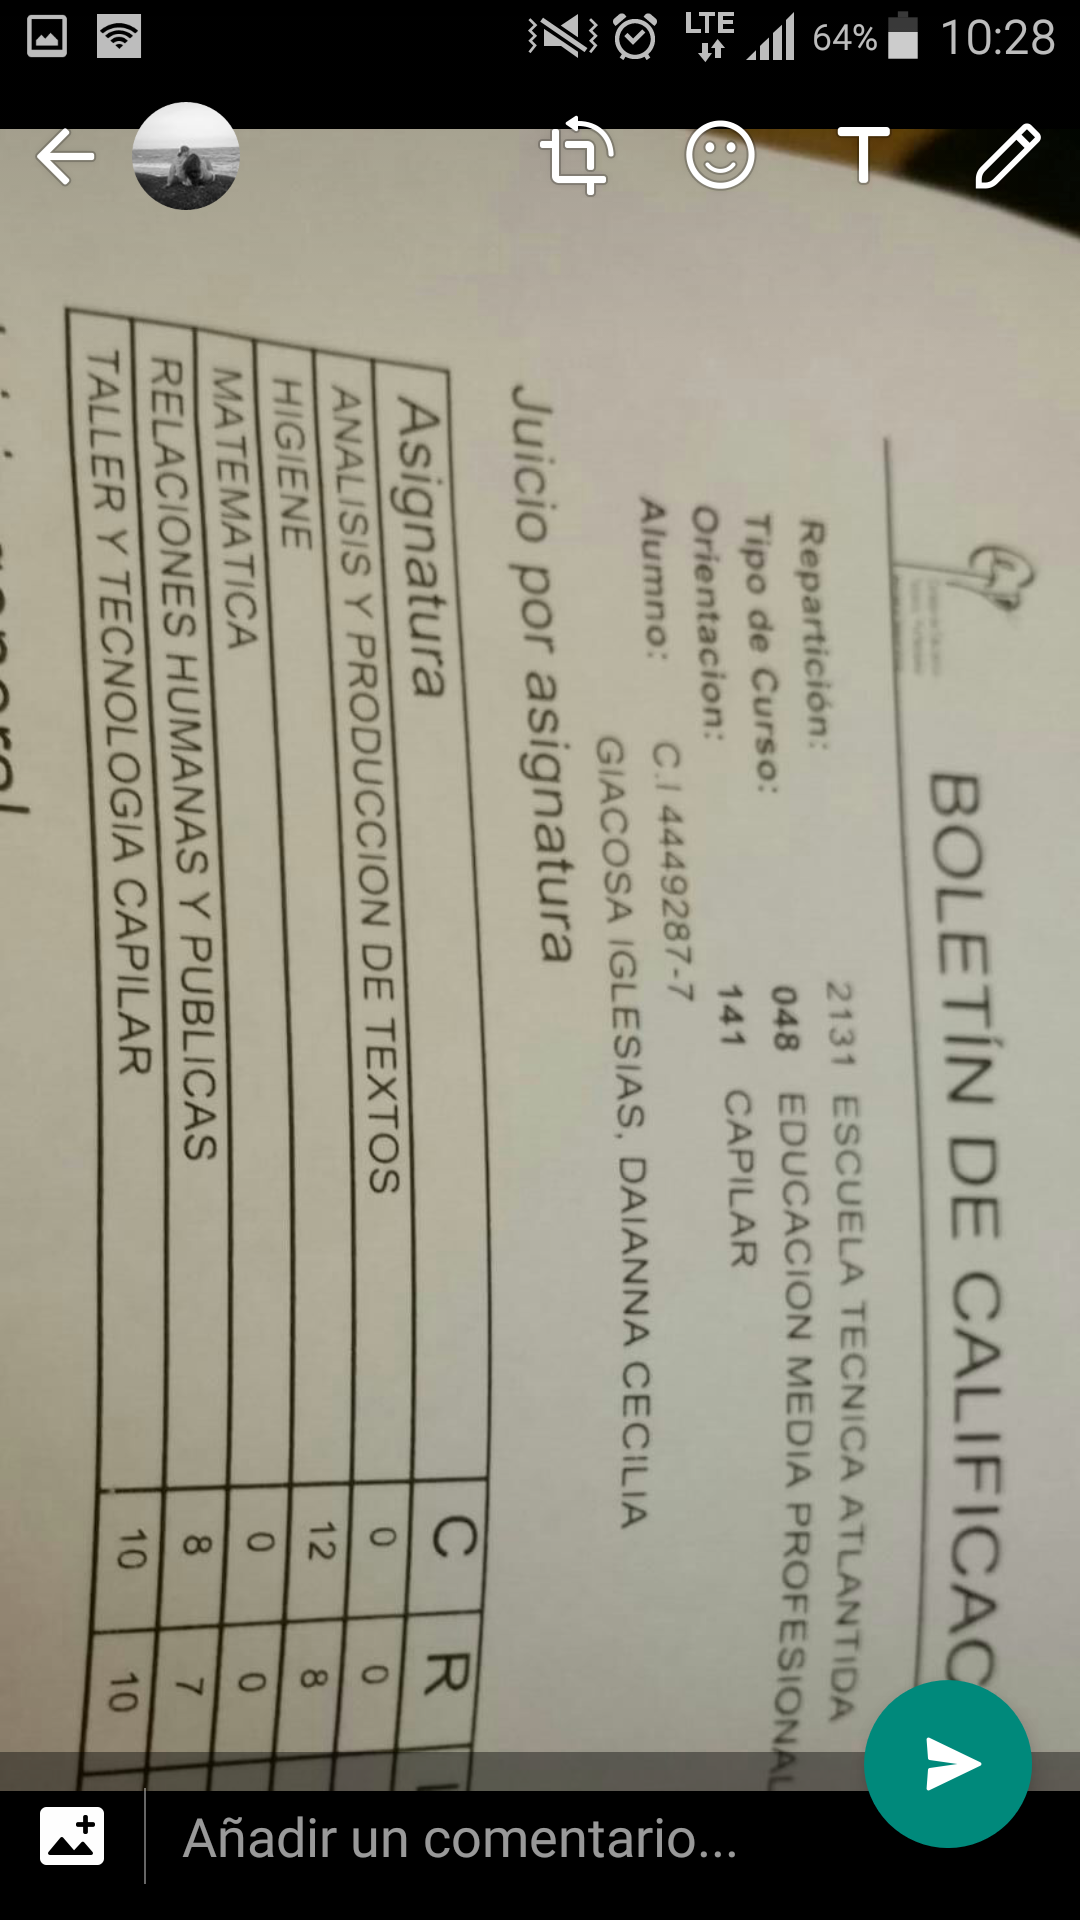 LTE 64% 10:28
T
BOLETÍN DE CALIFICAC
Repartición: 2131 ESCUELA TECNICA ATLANTIDA
Tipo de Curso: 048 EDUCACION MEDIA PROFESIONAL
Orientacion: 141 CAPILAR
Alumno: C.I 4449287-7
GIACOSA IGLESIAS, DAIANNA CECILIA
Juicio por asignatura
Asignatura C R I
ANALISIS Y PRODUCCION DE TEXTOS 0 0
HIGIENE 12 8
MATEMATICA 0 0
RELACIONES HUMANAS Y PUBLICAS 8 7
TALLER Y TECNOLOGIA CAPILAR 10 10
Añadir un comentario...